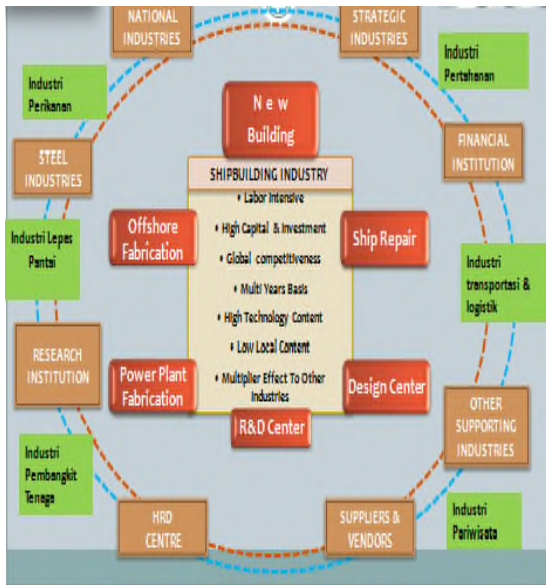 NATIONAL
INDUSTRIES
STRATEGIC
INDUSTRIES
Industri
Perikanan
Industri
Pertahanan
N e w
Building
STEEL
INDUSTRIES
FINANCIAL
INSTITUTION
SHIPBUILDING INDUSTRY
• Labor Intensive
• High Capital & Investment
• Global competitiveness
• Multi Years Basis
• High Technology Content
• Low Local Content
• Multiplier Effect To Other
Industries
Offshore
Fabrication
Ship Repair
Industri Lepas
Pantai
Industri
transportasi &
logistik
RESEARCH
INSTITUTION
Power Plant
Fabrication
Design Center
R&D Center
OTHER
SUPPORTING
INDUSTRIES
Industri
Pembangkit
Tenaga
HRD
CENTRE
SUPPLIERS &
VENDORS
Industri
Pariwisata